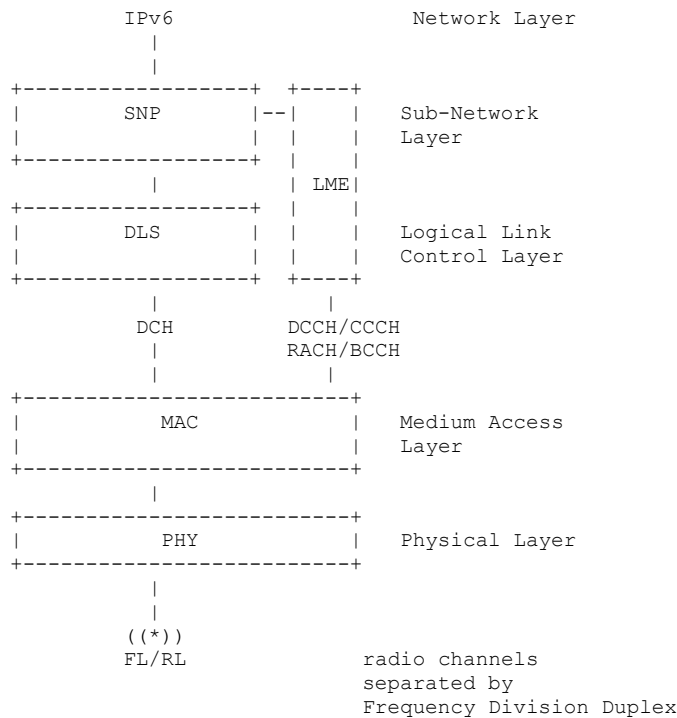 IPv6 Network Layer
SNP Sub-Network
Layer
LME
DLS Logical Link
Control Layer
DCH DCCH/CCCH
RACH/BCCH
MAC Medium Access
Layer
PHY Physical Layer
((*))
FL/RL radio channels
separated by
Frequency Division Duplex